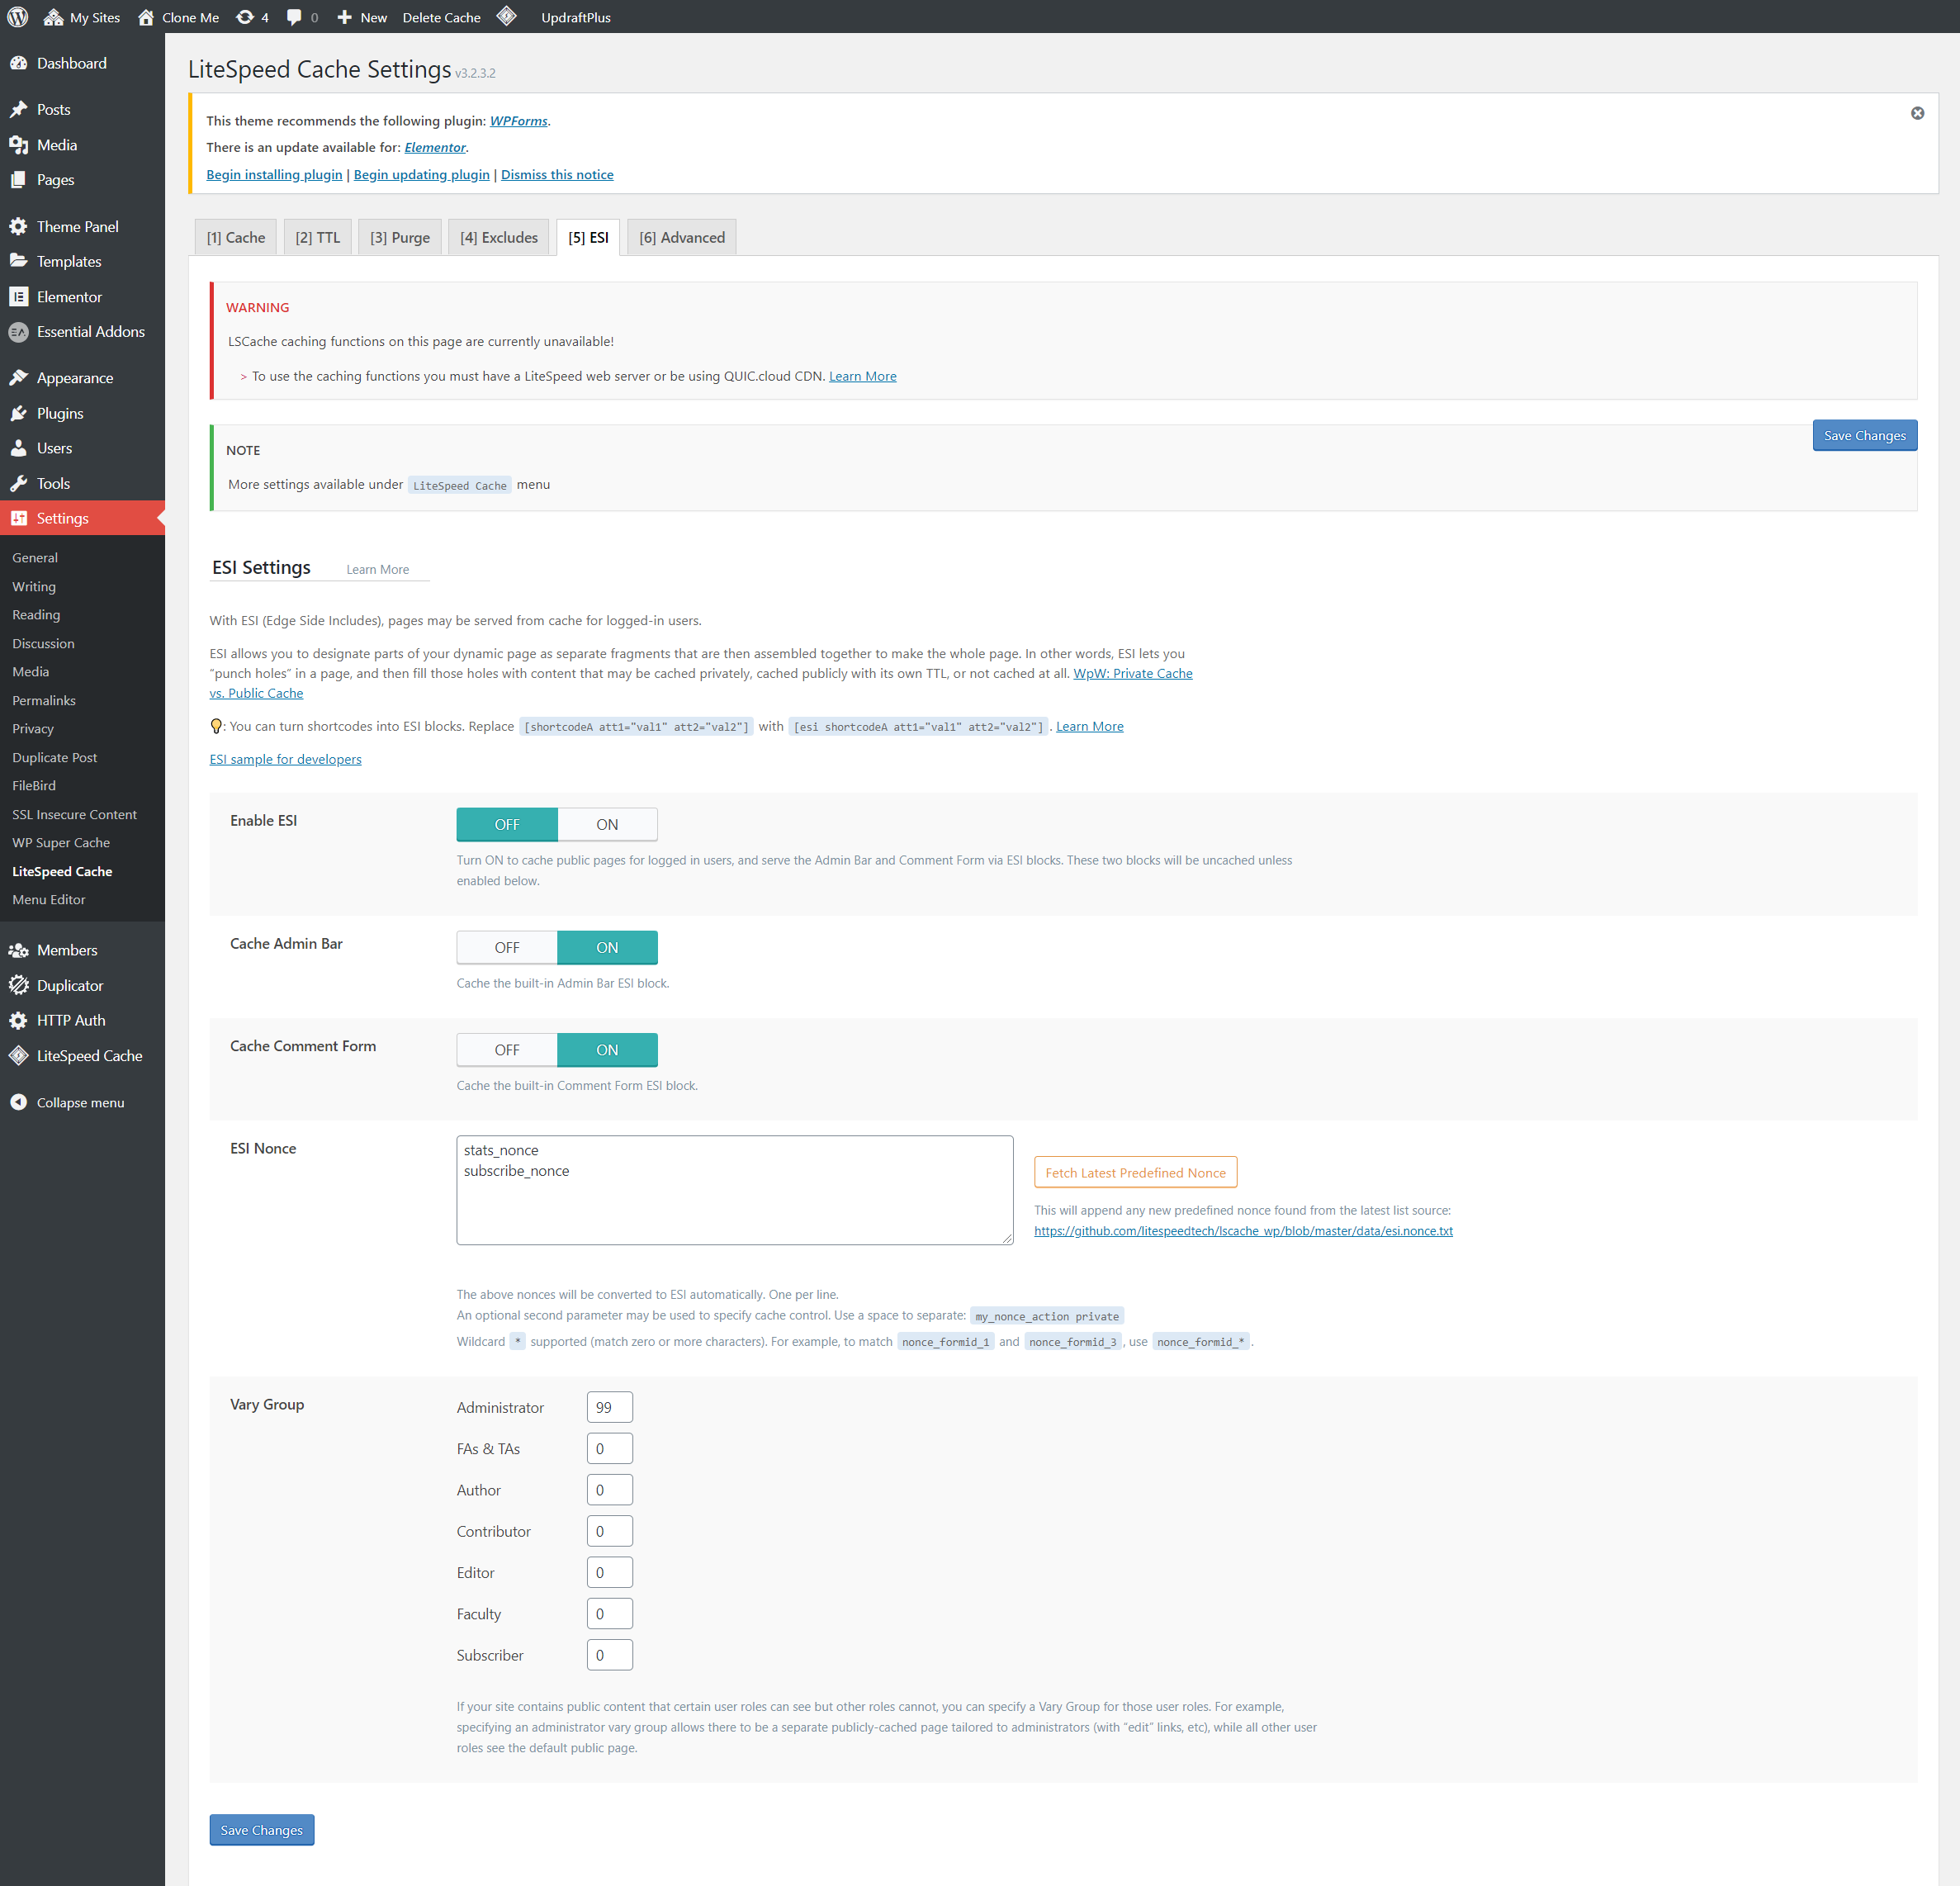 My Sites
Clone Me
4
0
New
Delete Cache
UpdraftPlus
Dashboard
Posts
Media
Pages
Theme Panel
Templates
Elementor
Essential Addons
Appearance
Plugins
Users
Tools
Settings
General
Writing
Reading
Discussion
Media
Permalinks
Privacy
Duplicate Post
FileBird
SSL Insecure Content
WP Super Cache
LiteSpeed Cache
Menu Editor
Members
Duplicator
HTTP Auth
LiteSpeed Cache
Collapse menu
LiteSpeed Cache Settings v3.2.3.2
This theme recommends the following plugin: WPForms.
There is an update available for: Elementor.
Begin installing plugin | Begin updating plugin | Dismiss this notice
[1] Cache
[2] TTL
[3] Purge
[4] Excludes
[5] ESI
[6] Advanced
WARNING
LSCache caching functions on this page are currently unavailable!
> To use the caching functions you must have a LiteSpeed web server or be using QUIC.cloud CDN. Learn More
Save Changes
NOTE
More settings available under LiteSpeed Cache menu
ESI Settings Learn More
With ESI (Edge Side Includes), pages may be served from cache for logged-in users.
ESI allows you to designate parts of your dynamic page as separate fragments that are then assembled together to make the whole page. In other words, ESI lets you
“punch holes” in a page, and then fill those holes with content that may be cached privately, cached publicly with its own TTL, or not cached at all. WpW: Private Cache
vs. Public Cache
: You can turn shortcodes into ESI blocks. Replace [shortcodeA att1="val1" att2="val2"] with [esi shortcodeA att1="val1" att2="val2"] . Learn More
ESI sample for developers
Enable ESI
OFF ON
Turn ON to cache public pages for logged in users, and serve the Admin Bar and Comment Form via ESI blocks. These two blocks will be uncached unless
enabled below.
Cache Admin Bar
OFF ON
Cache the built-in Admin Bar ESI block.
Cache Comment Form
OFF ON
Cache the built-in Comment Form ESI block.
ESI Nonce
stats_nonce
subscribe_nonce
Fetch Latest Predefined Nonce
This will append any new predefined nonce found from the latest list source:
https://github.com/litespeedtech/lscache_wp/blob/master/data/esi.nonce.txt
The above nonces will be converted to ESI automatically. One per line.
An optional second parameter may be used to specify cache control. Use a space to separate: my_nonce_action private
Wildcard * supported (match zero or more characters). For example, to match nonce_formid_1 and nonce_formid_3 , use nonce_formid_* .
Vary Group
Administrator 99
FAs & TAs 0
Author 0
Contributor 0
Editor 0
Faculty 0
Subscriber 0
If your site contains public content that certain user roles can see but other roles cannot, you can specify a Vary Group for those user roles. For example,
specifying an administrator vary group allows there to be a separate publicly-cached page tailored to administrators (with “edit” links, etc), while all other user
roles see the default public page.
Save Changes